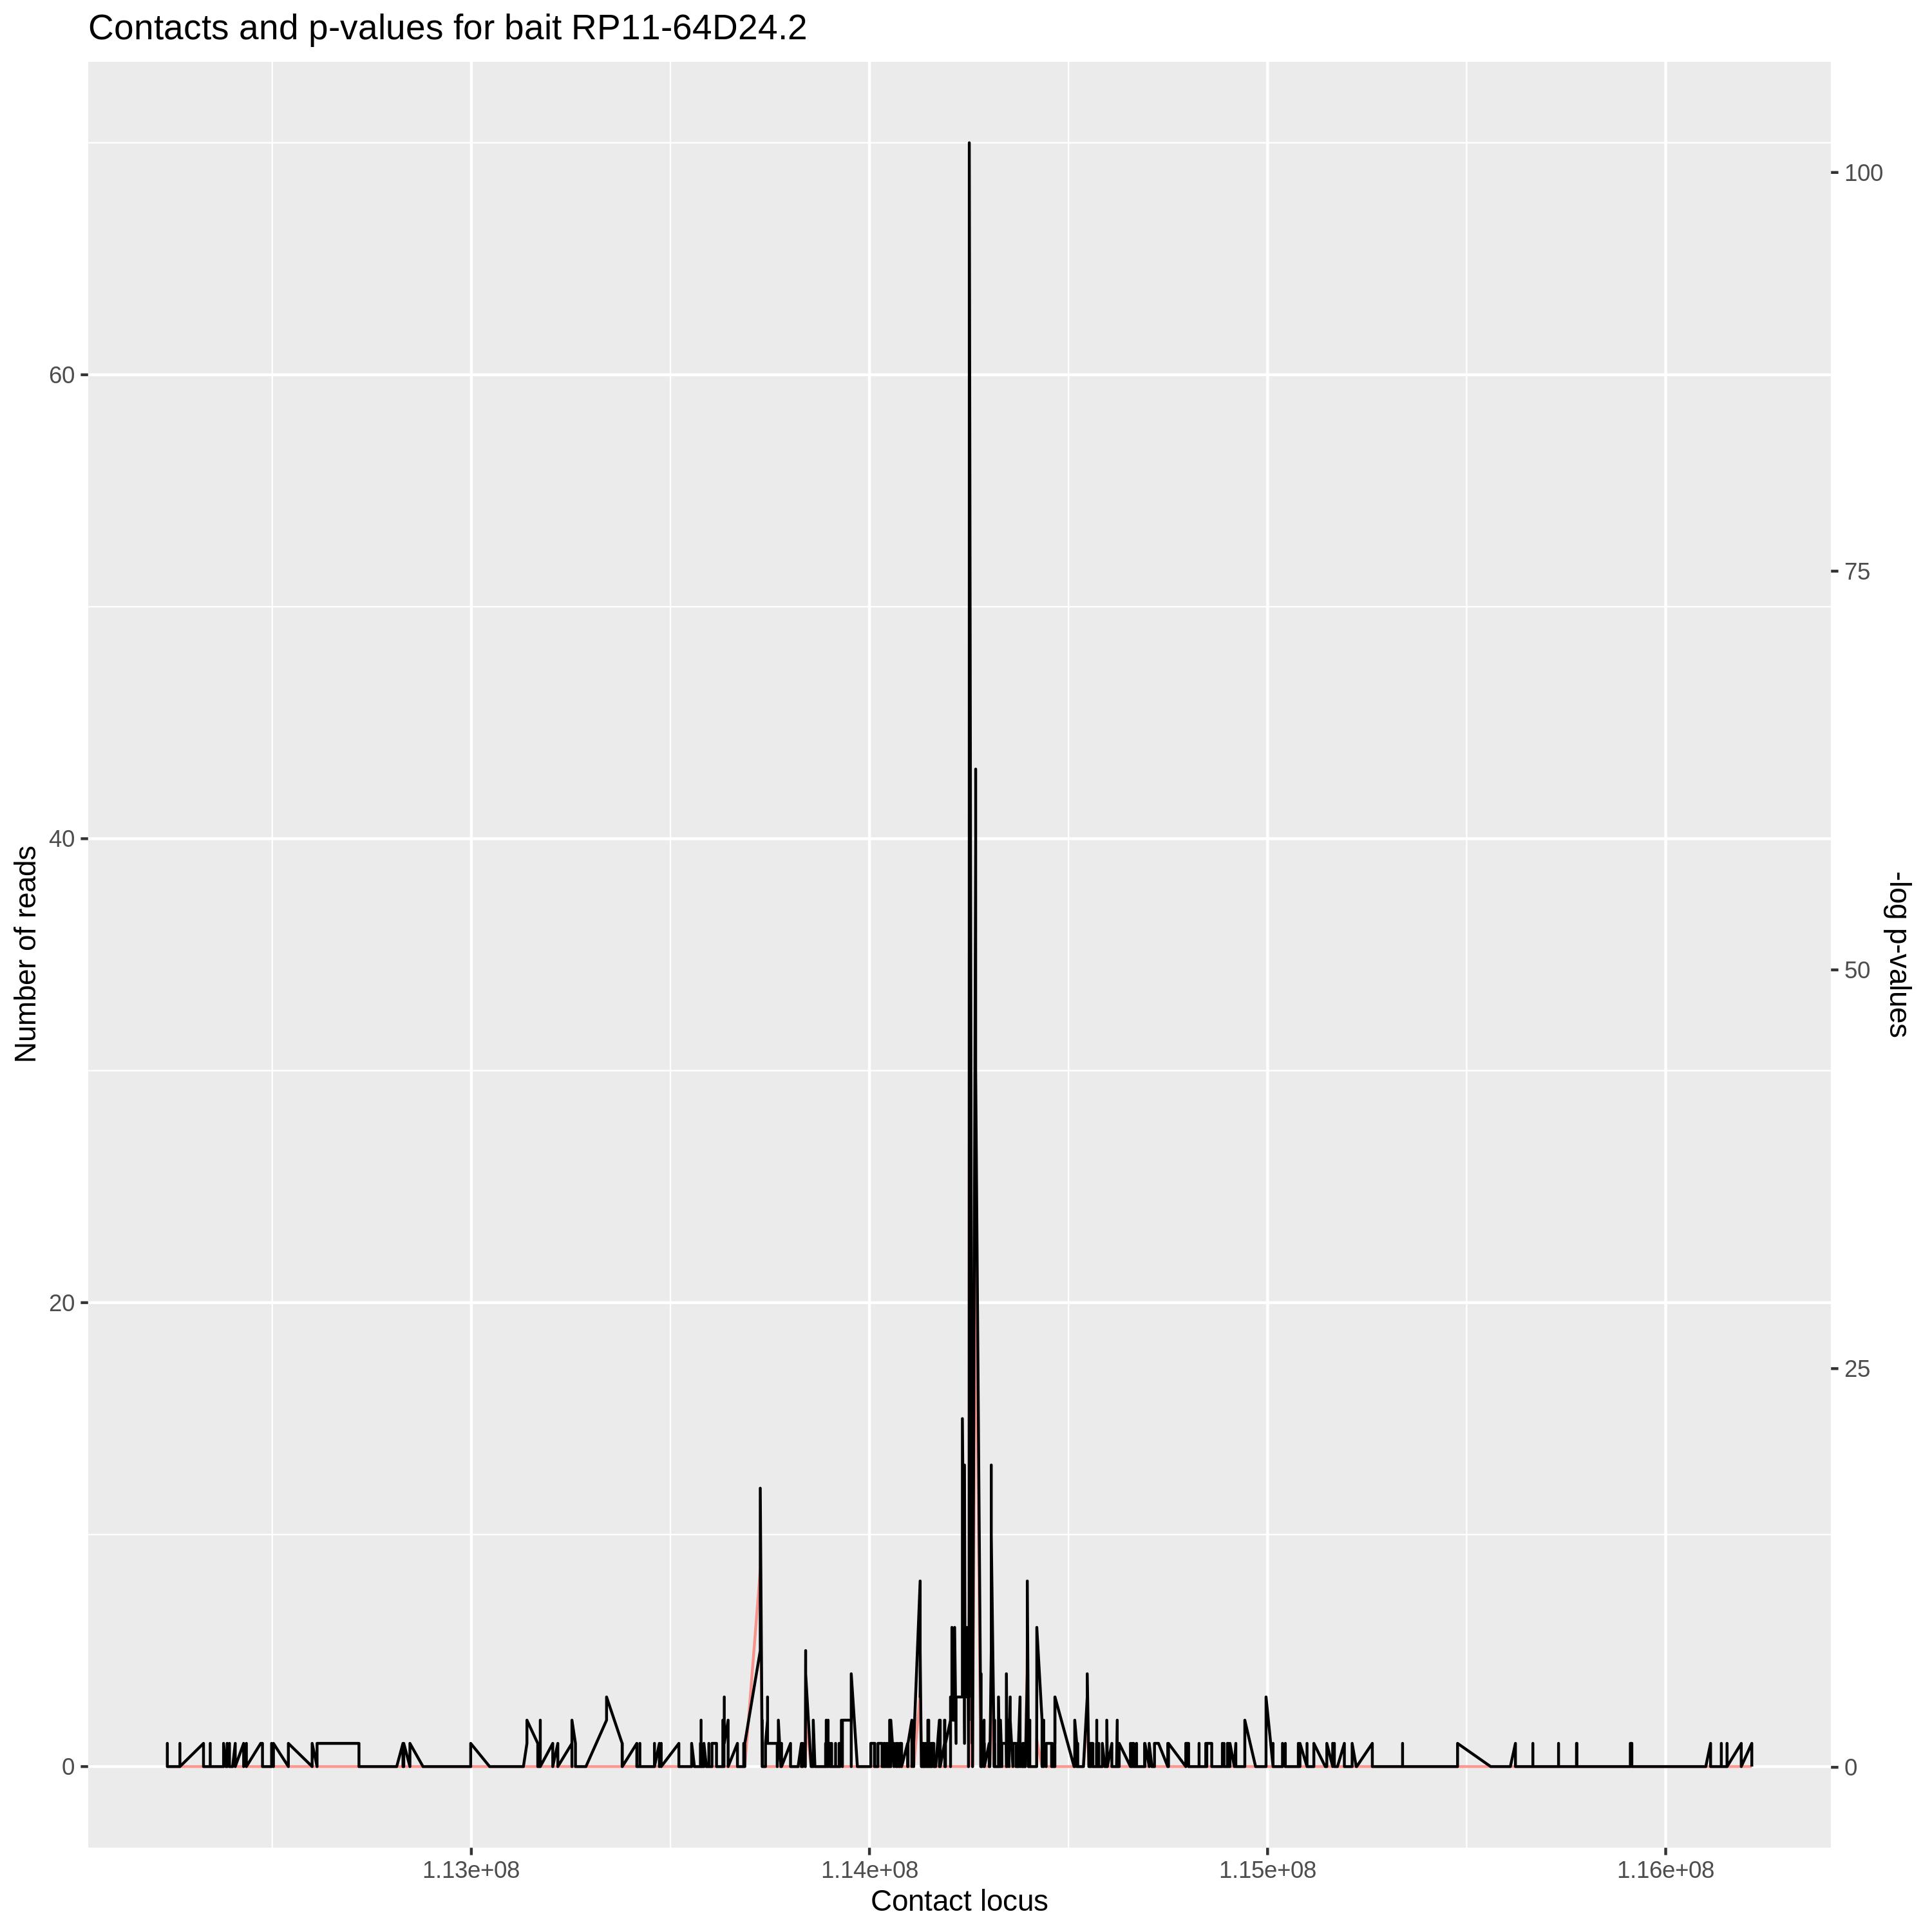 Contacts and p-values for bait RP11-64D24.2
Number of reads
60
40
20
0
100
75
50
25
0
-log p-values
1.13e+08
1.14e+08
1.15e+08
1.16e+08
Contact locus